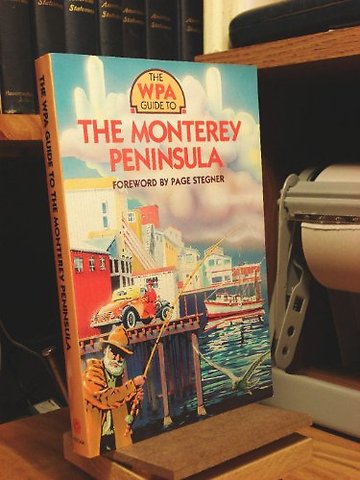 THE
WPA
GUIDE TO
THE MONTEREY
PENINSULA
FOREWORD BY PAGE STEGNER
THE WPA GUIDE TO THE MONTEREY PENINSULA